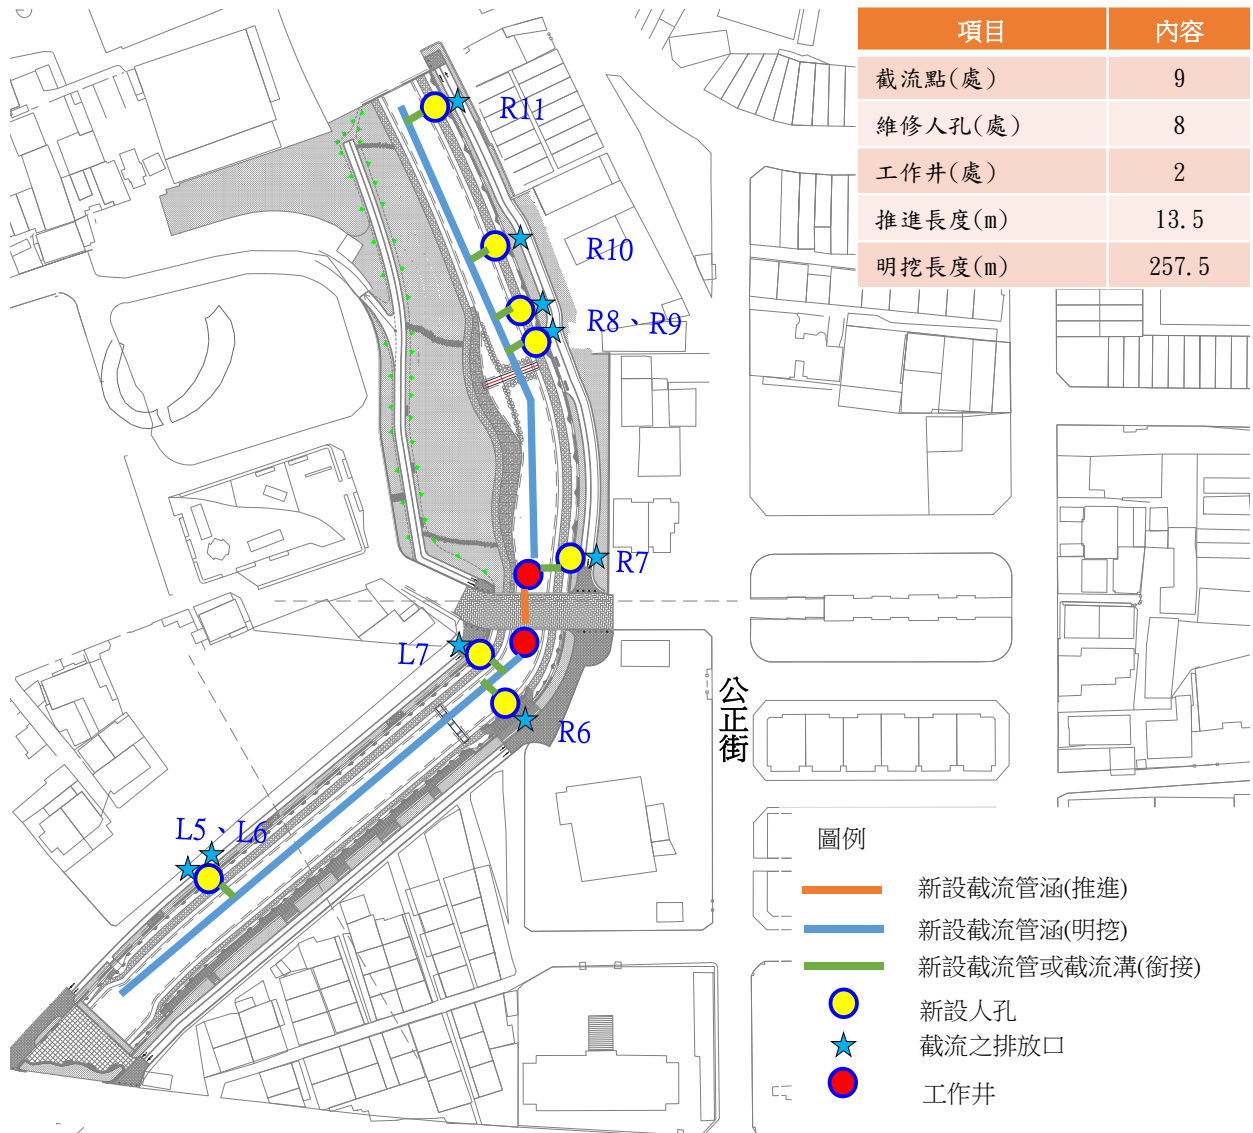 項目 內容
截流點(處) 9
維修人孔(處) 8
工作井(處) 2
推進長度(m) 13.5
明挖長度(m) 257.5
R11
R10
R8、R9
R7
L7
R6
L5、L6
公正街
圖例
新設截流管涵(推進)
新設截流管涵(明挖)
新設截流管或截流溝(銜接)
新設人孔
截流之排放口
工作井